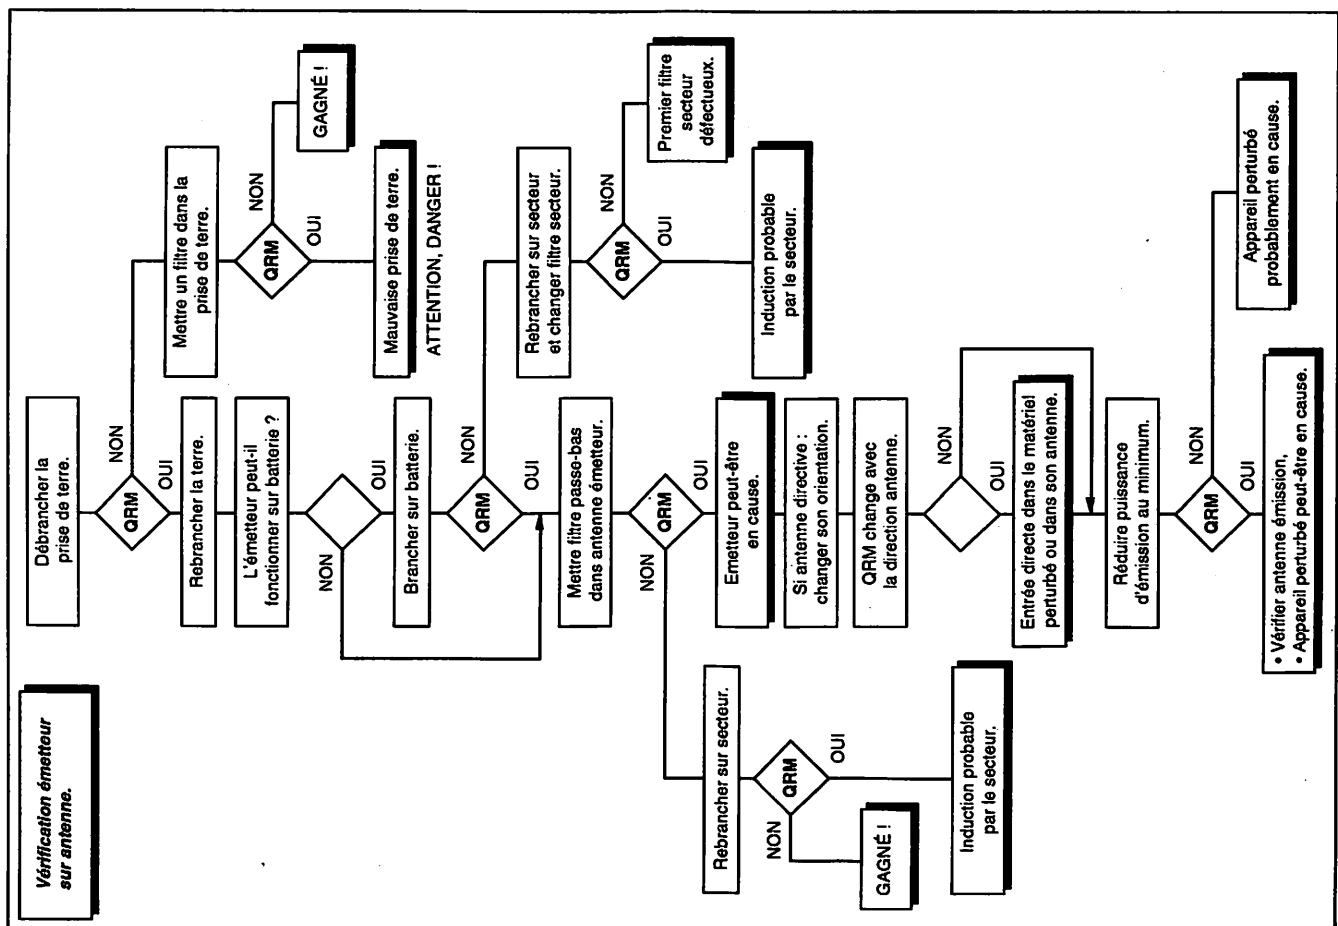 Vérification émetteur
sur antenne.
Débrancher la
prise de terre.
QRM
NON
OUI
Mettre un filtre dans la
prise de terre.
QRM
NON
OUI
GAGNÉ !
Mauvaise prise de terre.
ATTENTION, DANGER !
Rebrancher la terre.
L'émetteur peut-il
fonctionner sur batterie ?
NON
OUI
Brancher sur batterie.
QRM
NON
OUI
Rebrancher sur secteur
et changer filtre secteur.
QRM
NON
OUI
Premier filtre
secteur
défectueux.
Induction probable
par le secteur.
Mettre filtre passe-bas
dans antenne émetteur.
QRM
NON
OUI
Rebrancher sur secteur.
QRM
NON
OUI
GAGNÉ !
Induction probable
par le secteur.
Emetteur peut-être
en cause.
Si antenne directive :
changer son orientation.
QRM change avec
la direction antenne.
NON
OUI
Entrée directe dans le matériel
perturbé ou dans son antenne.
Réduire puissance
d'émission au minimum.
QRM
NON
OUI
Appareil perturbé
probablement en cause.
• Vérifier antenne émission,
• Appareil perturbé peut-être en cause.